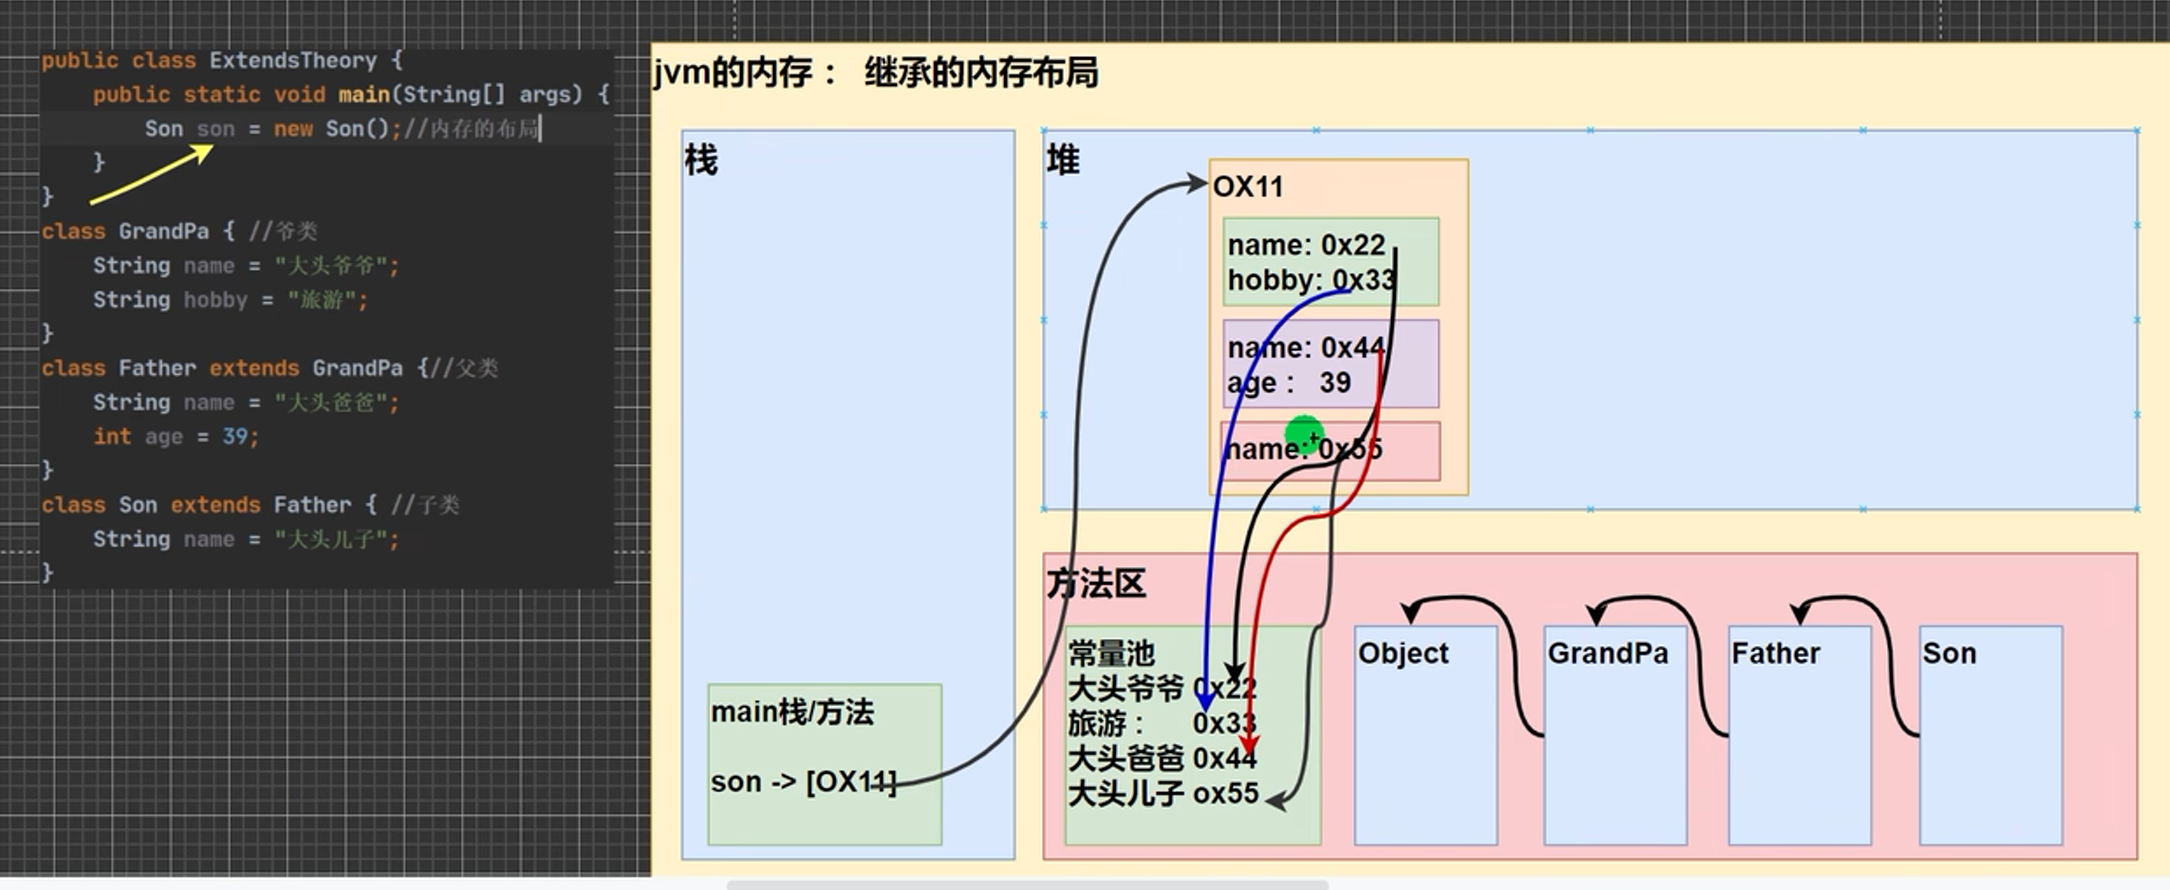 public class ExtendsTheory {
public static void main(String[] args) {
Son son = new Son();//内存的布局
}
}
class GrandPa { //爷类
String name = "大头爷爷";
String hobby = "旅游";
}
class Father extends GrandPa {//父类
String name = "大头爸爸";
int age = 39;
}
class Son extends Father { //子类
String name = "大头儿子";
}
jvm的内存： 继承的内存布局
栈
main栈/方法
son -> [OX11]
堆
OX11
name: 0x22
hobby: 0x33
name: 0x44
age： 39
name: 0x55
方法区
常量池
大头爷爷 0x22
旅游： 0x33
大头爸爸 0x44
大头儿子 ox55
Object
GrandPa
Father
Son